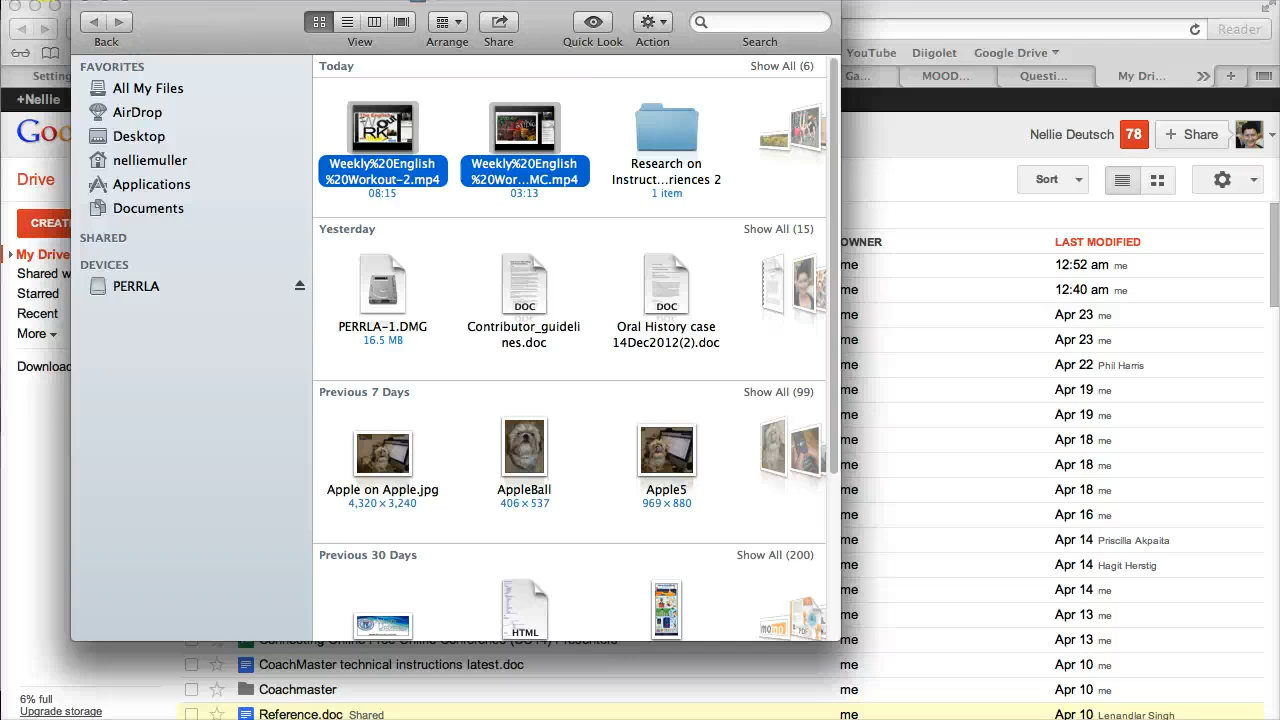 Back
View
Arrange
Share
Quick Look
Action
Search
FAVORITES
All My Files
AirDrop
Desktop
nelliemuller
Applications
Documents
SHARED
DEVICES
PERRLA
Today
Show All (6)
Weekly%20English
%20Workout-2.mp4
08:15
Weekly%20English
%20Wor...MC.mp4
03:13
Research on
Instruct...riences 2
1 item
Yesterday
Show All (15)
PERRLA-1.DMG
16.5 MB
DOC
Contributor_guideli
nes.doc
DOC
Oral History case
14Dec2012(2).doc
Previous 7 Days
Show All (99)
Apple on Apple.jpg
4,320 × 3,240
AppleBall
406 × 537
Apple5
969 × 880
Previous 30 Days
Show All (200)
HTML
Reader
YouTube
Diigolet
Google Drive
Setting
Ga...
MOOD...
Questi...
My Dri...
+Nellie
Goo
Nellie Deutsch
78
+ Share
Drive
Sort
CREAT
My Drive
Shared w
Starred
Recent
More
Download
OWNER
LAST MODIFIED
me
12:52 am me
me
12:40 am me
me
Apr 23 me
me
Apr 23 me
me
Apr 22 Phil Harris
me
Apr 19 me
me
Apr 19 me
me
Apr 18 me
me
Apr 18 me
me
Apr 18 me
me
Apr 16 me
me
Apr 14 Priscilla Akpaita
me
Apr 14 Hagit Herstig
me
Apr 13 me
me
Apr 13 me
CoachMaster technical instructions latest.doc
me
Apr 10 me
Coachmaster
me
Apr 10 me
Reference.doc Shared
me
Apr 10 Lenandlar Singh
6% full
Upgrade storage